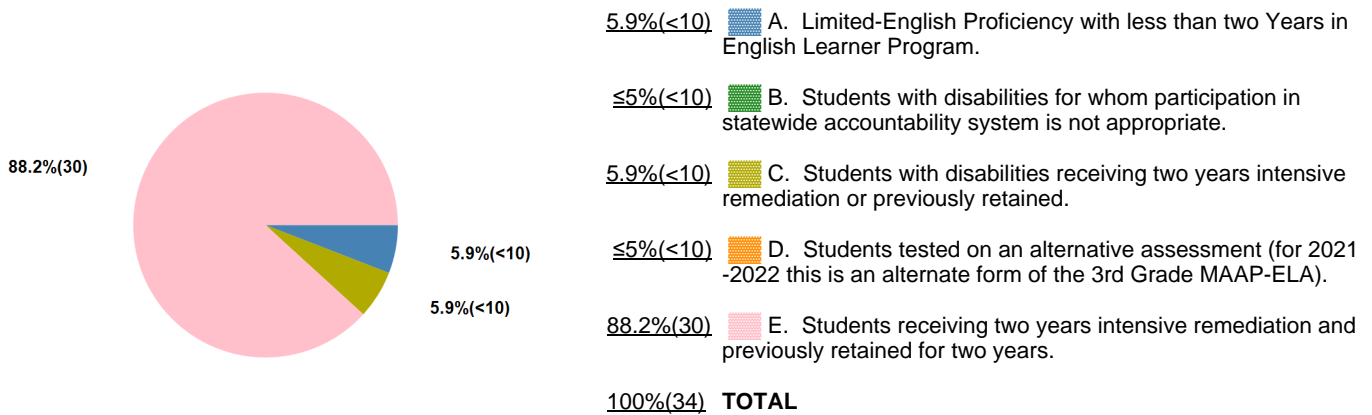 88.2%(30)
5.9%(<10)
5.9%(<10)
5.9%(<10) A. Limited-English Proficiency with less than two Years in
English Learner Program.
≤5%(<10) B. Students with disabilities for whom participation in
statewide accountability system is not appropriate.
5.9%(<10) C. Students with disabilities receiving two years intensive
remediation or previously retained.
≤5%(<10) D. Students tested on an alternative assessment (for 2021
-2022 this is an alternate form of the 3rd Grade MAAP-ELA).
88.2%(30) E. Students receiving two years intensive remediation and
previously retained for two years.
100%(34) TOTAL